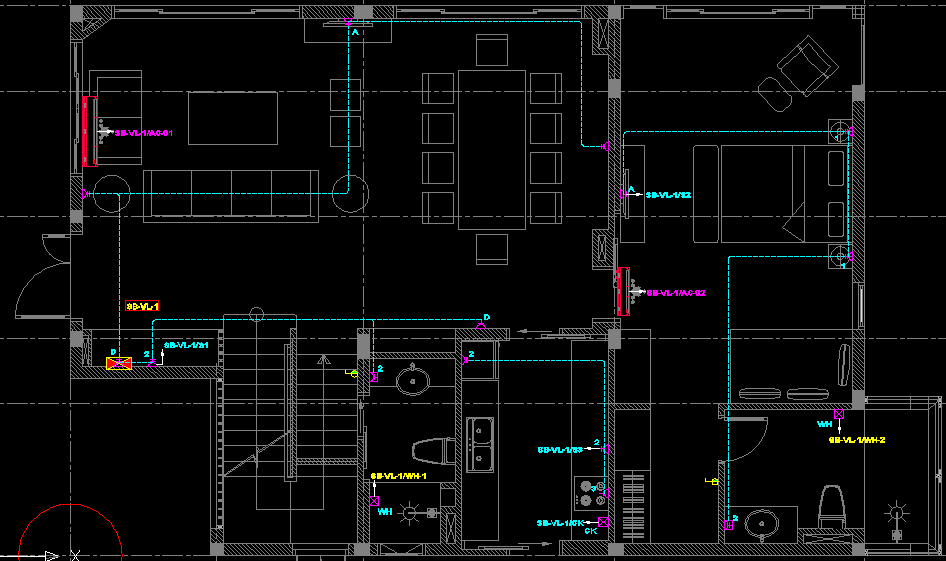 A
SB-VL-1/AC-01
A
SB-VL-1/S2
SB-VL-1/AC-02
SB-VL-1
D
D
2
SB-VL-1/S1
2
2
SB-VL-1/WH-1
WH
2
SB-VL-1/S3
SB-VL-1/CK
CK
WH
SB-VL-1/WH-2
2
X